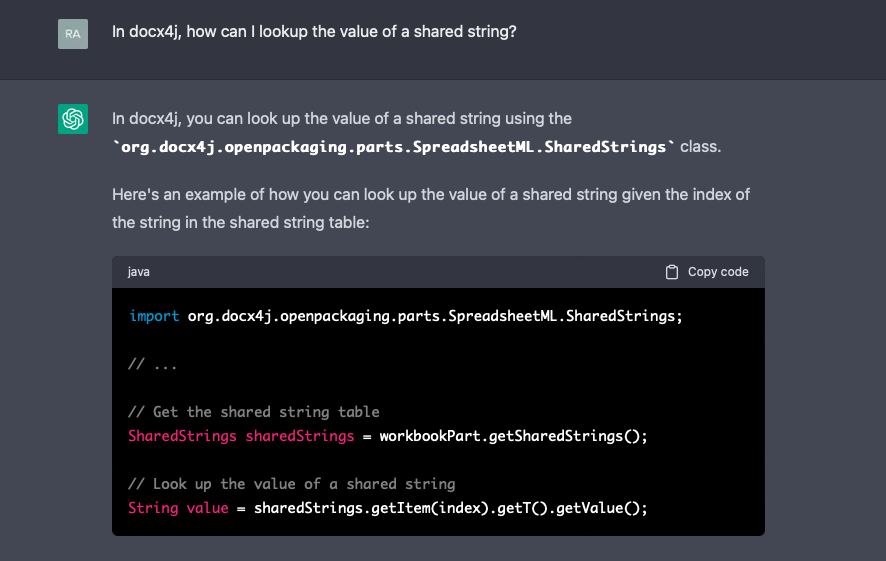 RA
In docx4j, how can I lookup the value of a shared string?
In docx4j, you can look up the value of a shared string using the
`org.docx4j.openpackaging.parts.SpreadsheetML.SharedStrings` class.
Here's an example of how you can look up the value of a shared string given the index of
the string in the shared string table:
java
Copy code
import org.docx4j.openpackaging.parts.SpreadsheetML.SharedStrings;
// ...
// Get the shared string table
SharedStrings sharedStrings = workbookPart.getSharedStrings();
// Look up the value of a shared string
String value = sharedStrings.getItem(index).getT().getValue();